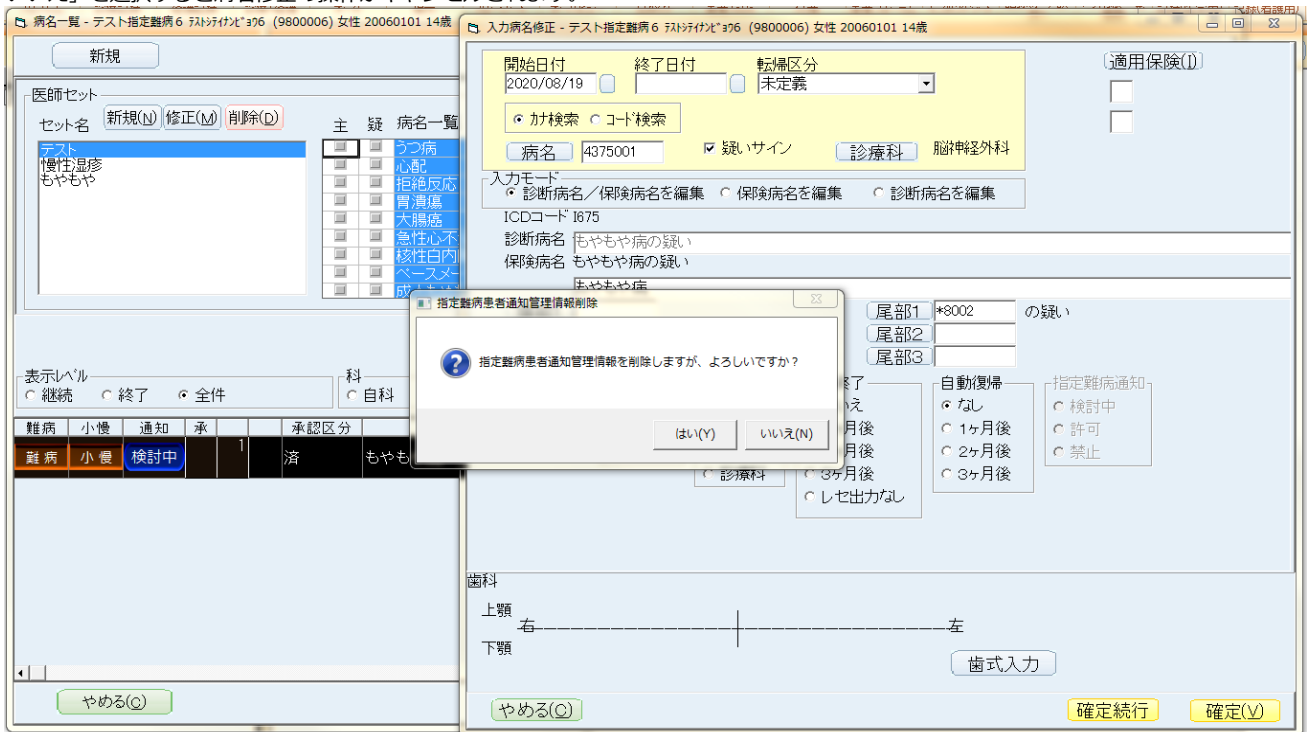 病名一覧 - テスト指定難病６ ﾃｽﾄｼﾃｲﾅﾝﾋﾞｮｳ6 (9800006) 女性 20060101 14歳
新規
医師セット
セット名 新規(N) 修正(M) 削除(D)
主 疑 病名一覧
テスト
慢性湿疹
もやもや
うつ病
心配
拒絶反応
胃潰瘍
大腸癌
急性心不
核性白内
ペースメー
表示ﾚﾍﾞﾙ
継続 終了 全件
科
自科
難病 小慢 通知 承 承認区分
難病 小慢 検討中 1 済 もやも
やめる(C)
入力病名修正 - テスト指定難病６ ﾃｽﾄｼﾃｲﾅﾝﾋﾞｮｳ6 (9800006) 女性 20060101 14歳
開始日付 終了日付 転帰区分
2020/08/19 未定義
適用保険(I)
ｶﾅ検索 ｺｰﾄﾞ検索
病名 4375001 疑いサイン 診療科 脳神経外科
入力モード
診断病名／保険病名を編集 保険病名を編集 診断病名を編集
ICDｺｰﾄﾞ I675
診断病名 もやもや病の疑い
保険病名 もやもや病の疑い
もやもや病
指定難病患者通知管理情報削除
指定難病患者通知管理情報を削除しますが、よろしいですか？
はい(Y) いいえ(N)
尾部1 *8002 の疑い
尾部2
尾部3
診療科
月後
月後
3ヶ月後
レセ出力なし
自動復帰
なし
1ヶ月後
2ヶ月後
3ヶ月後
指定難病通知
検討中
許可
禁止
歯科
上顎
右 左
下顎
歯式入力
やめる(C) 確定続行 確定(V)